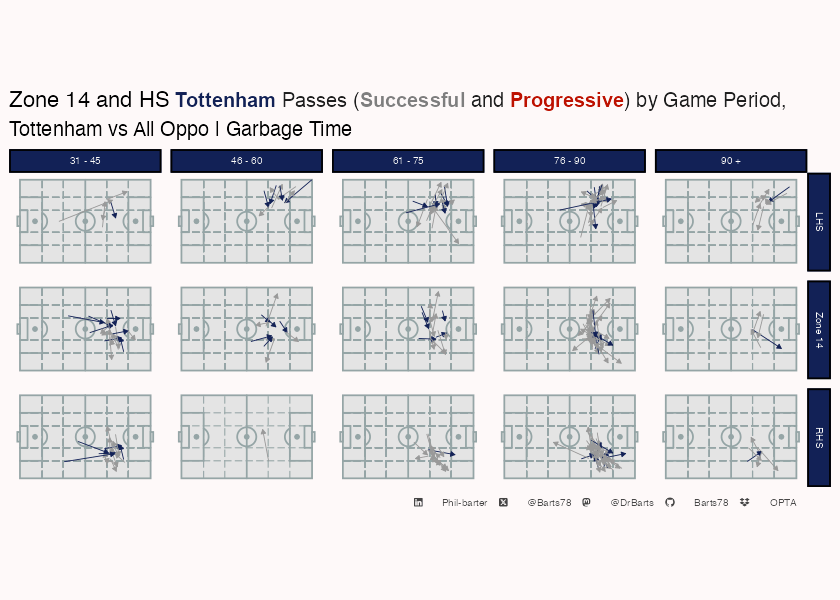 Zone 14 and HS Tottenham Passes (Successful and Progressive) by Game Period,
Tottenham vs All Oppo | Garbage Time
31 - 45 46 - 60 61 - 75 76 - 90 90 +
LHS
Zone 14
RHS
Phil-barter @Barts78 @DrBarts Barts78 OPTA